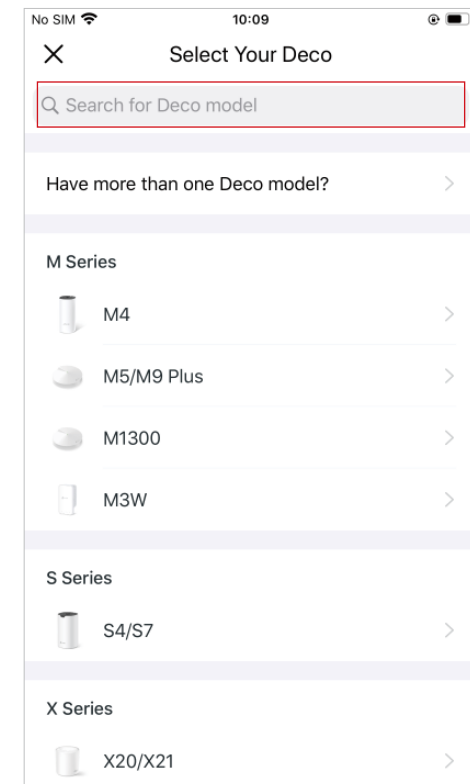 No SIM 10:09
Select Your Deco
Search for Deco model
Have more than one Deco model?
M Series
M4
M5/M9 Plus
M1300
M3W
S Series
S4/S7
X Series
X20/X21